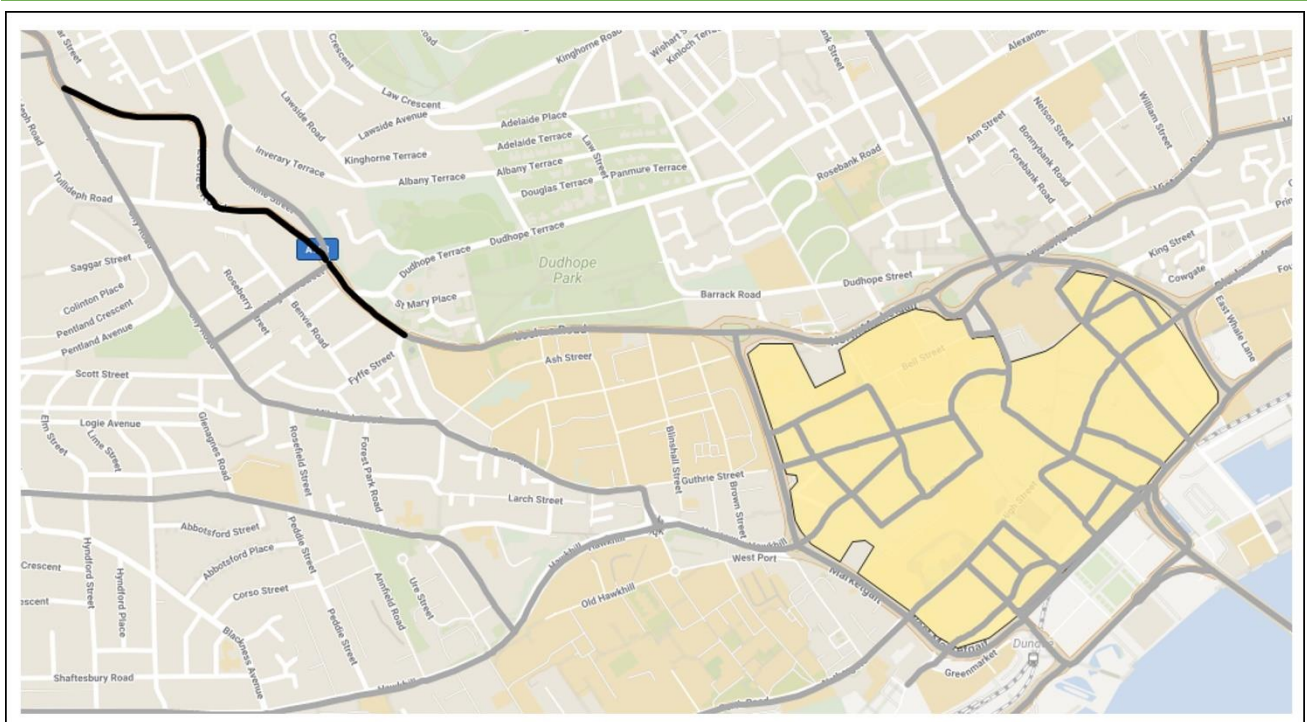 Crescent
Kinghorne Road
Law Crescent
Lawside Road
Lawside Avenue
Adelaide Place
Adelaide Terrace
Albany Terrace
Douglas Terrace
Law Street
Panmure Terrace
Rosebank Road
Ann Street
Nelson Street
Bonnybank Road
Forebank Road
William Street
Inverary Terrace
Kinghorne Terrace
Albany Terrace
Tullideph Road
Dudhope Terrace
Dudhope Terrace
Dudhope
Park
St Mary Place
Barrack Road
Dudhope Street
King Street
Cowgate
East Whale Lane
Saggar Street
Colinton Place
Pentland Crescent
Pentland Avenue
Roseberry Street
Benvie Road
Fyffe Street
Ash Street
Bell Street
Scott Street
Logie Avenue
Elm Street
Lime Street
Glenagnes Road
Rosefield Street
Forest Park Road
Larch Street
Blinshall Street
Guthrie Street
Brown Street
High Street
Abbotsford Street
Abbotsford Place
Corso Street
Peddie Street
Peddie Street
Annfield Road
Ure Street
Hawkhill
Old Hawkhill
West Port
Marketgait
Crescent
Hyndford Street
Hyndford Place
Blackness Avenue
Shaftesbury Road
Hawkhill
Greenmarket
Dundee